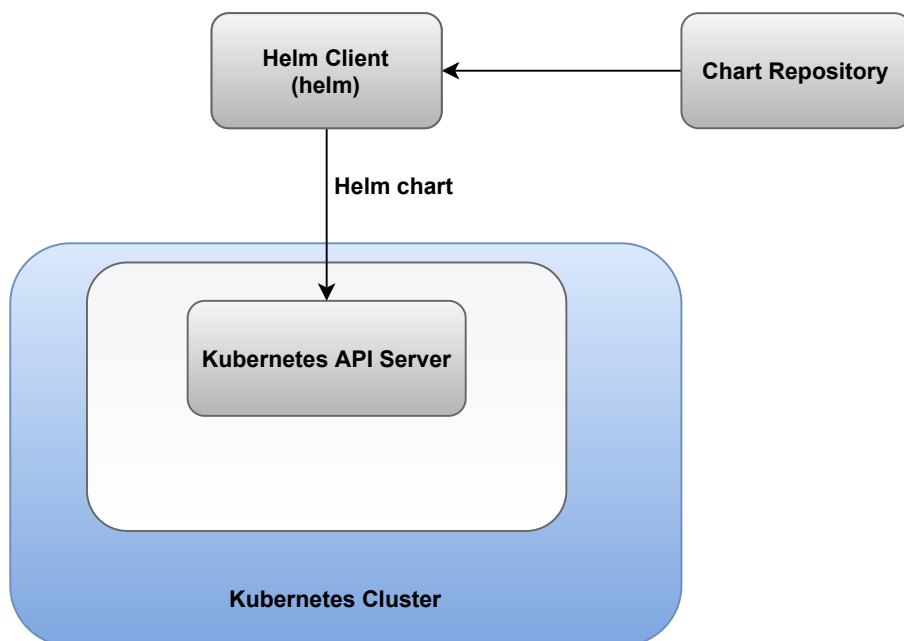 Helm Client
(helm)
Chart Repository
Helm chart
Kubernetes API Server
Kubernetes Cluster